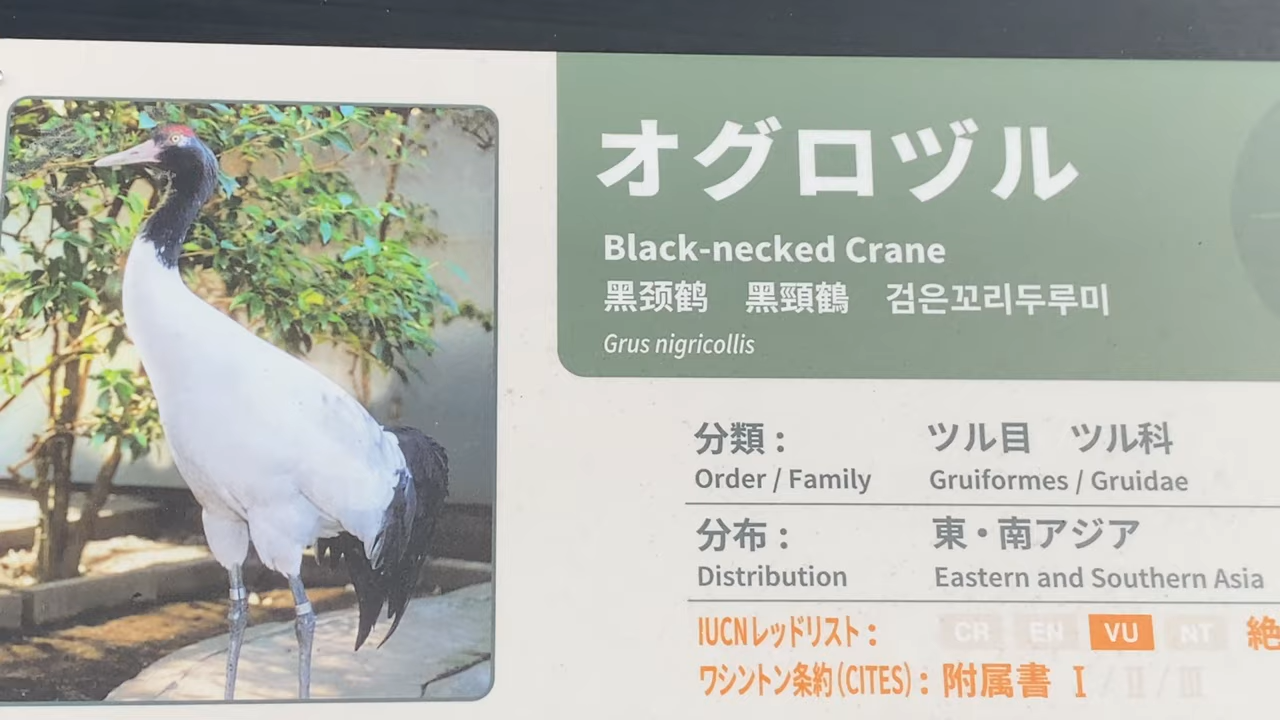 オグロヅル
Black-necked Crane
黑颈鹤 黑頸鶴 검은꼬리두루미
Grus nigricollis
分類： ツル目 ツル科
Order / Family Gruiformes / Gruidae
分布： 東・南アジア
Distribution Eastern and Southern Asia
IUCNレッドリスト： CR EN VU NT 絶
ワシントン条約(CITES)：附属書 I \ II \ III